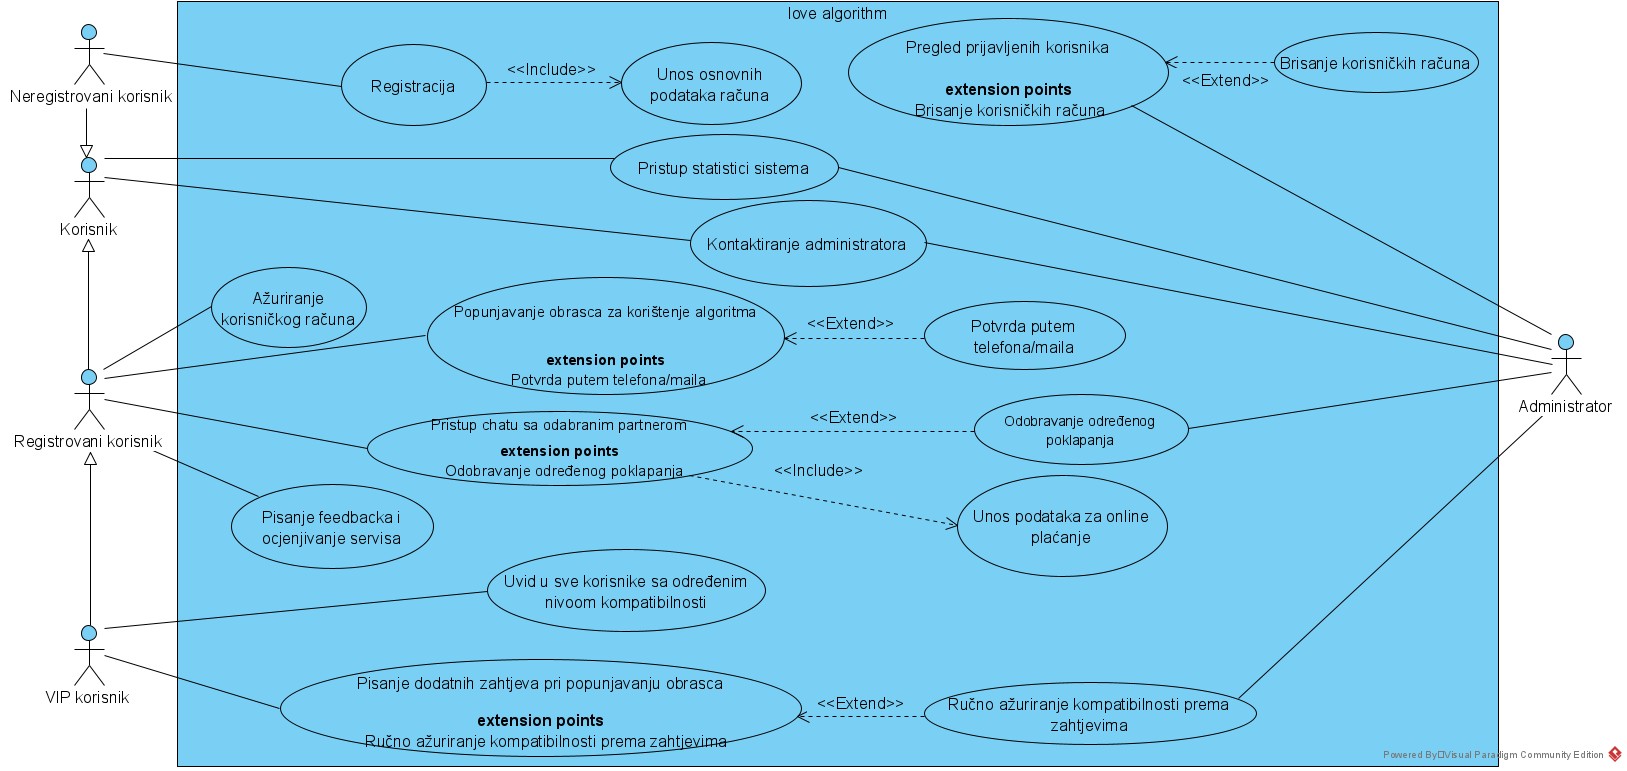 love algorithm
Neregistrovani korisnik
Registracija
<<Include>>
Unos osnovnih
podataka računa
Pregled prijavljenih korisnika
extension points
Brisanje korisničkih računa
<<Extend>>
Brisanje korisničkih računa
Korisnik
Pristup statistici sistema
Kontaktiranje administratora
Ažuriranje
korisničkog računa
Popunjavanje obrasca za korištenje algoritma
extension points
Potvrda putem telefona/maila
<<Extend>>
Potvrda putem
telefona/maila
Administrator
Registrovani korisnik
Pristup chatu sa odabranim partnerom
extension points
Odobravanje određenog poklapanja
<<Extend>>
Odobravanje određenog
poklapanja
<<Include>>
Unos podataka za online
plaćanje
Pisanje feedbacka i
ocjenjivanje servisa
Uvid u sve korisnike sa određenim
nivoom kompatibilnosti
VIP korisnik
Pisanje dodatnih zahtjeva pri popunjavanju obrasca
extension points
Ručno ažuriranje kompatibilnosti prema zahtjevima
<<Extend>>
Ručno ažuriranje kompatibilnosti prema
zahtjevima
Powered By Visual Paradigm Community Edition